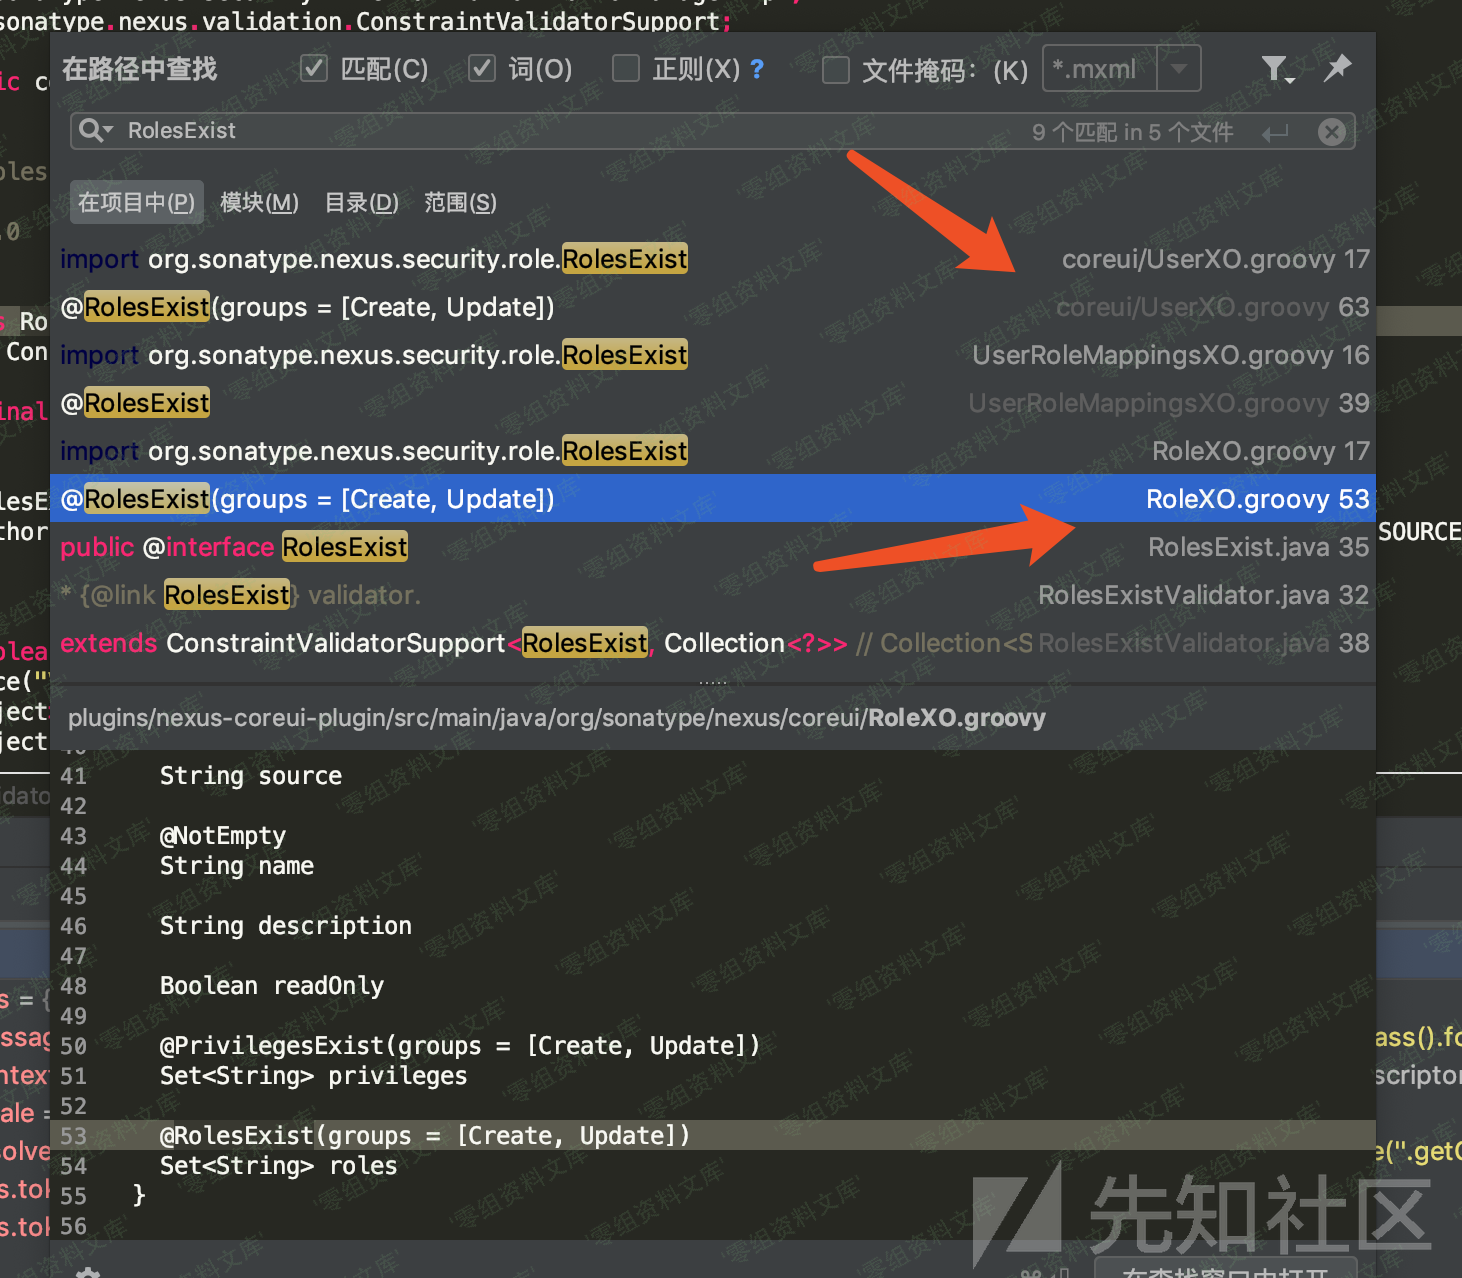 sonatype.nexus.validation.ConstraintValidatorSupport;
在路径中查找 匹配(C) 词(O) 正则(X) ? 文件掩码： (K) *.mxml
RolesExist 9 个匹配 in 5 个文件
在项目中(P) 模块(M) 目录(D) 范围(S)
import org.sonatype.nexus.security.role.RolesExist coreui/UserXO.groovy 17
@RolesExist(groups = [Create, Update]) coreui/UserXO.groovy 63
import org.sonatype.nexus.security.role.RolesExist UserRoleMappingsXO.groovy 16
@RolesExist UserRoleMappingsXO.groovy 39
import org.sonatype.nexus.security.role.RolesExist RoleXO.groovy 17
@RolesExist(groups = [Create, Update]) RoleXO.groovy 53
public @interface RolesExist RolesExist.java 35
* {@link RolesExist} validator. RolesExistValidator.java 32
extends ConstraintValidatorSupport<RolesExist, Collection<?>> // Collection<S RolesExistValidator.java 38
plugins/nexus-coreui-plugin/src/main/java/org/sonatype/nexus/coreui/RoleXO.groovy
41 String source
42
43 @NotEmpty
44 String name
45
46 String description
47
48 Boolean readOnly
49
50 @PrivilegesExist(groups = [Create, Update])
51 Set<String> privileges
52
53 @RolesExist(groups = [Create, Update])
54 Set<String> roles
55 }
56
SOURCE
先知社区
零组资料文库